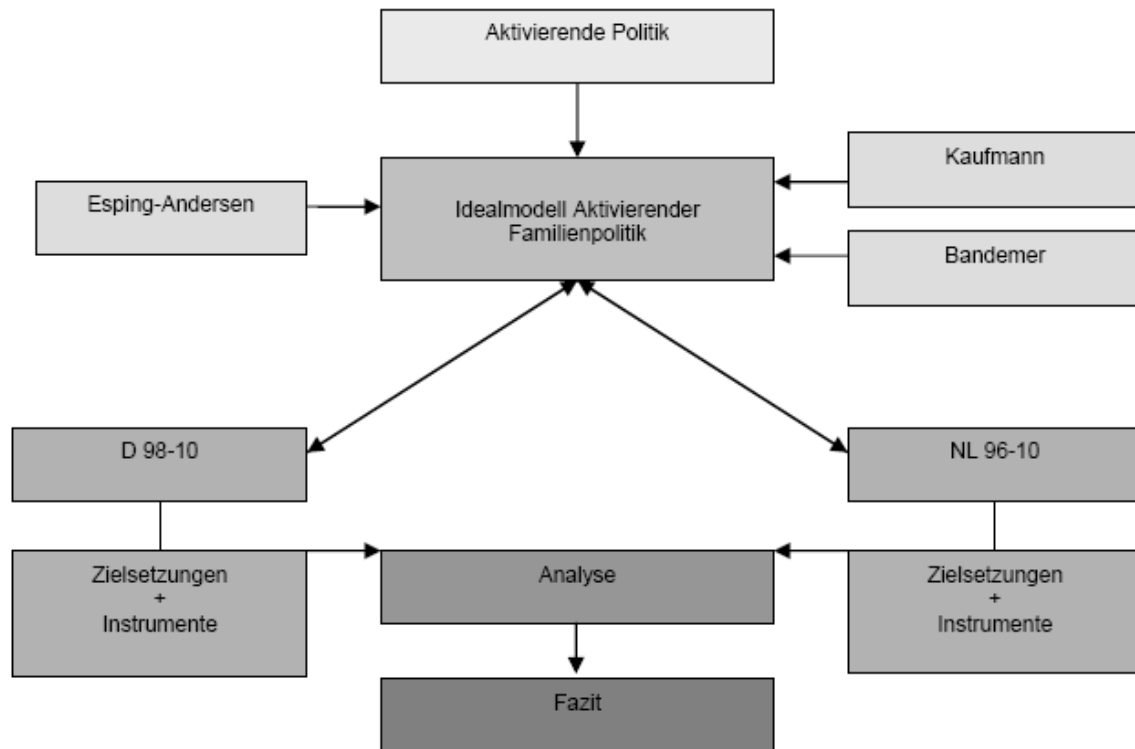 Aktivierende Politik
Kaufmann
Esping-Andersen
Idealmodell Aktivierender
Familienpolitik
Bandemer
D 98-10
NL 96-10
Zielsetzungen
+
Instrumente
Analyse
Zielsetzungen
+
Instrumente
Fazit